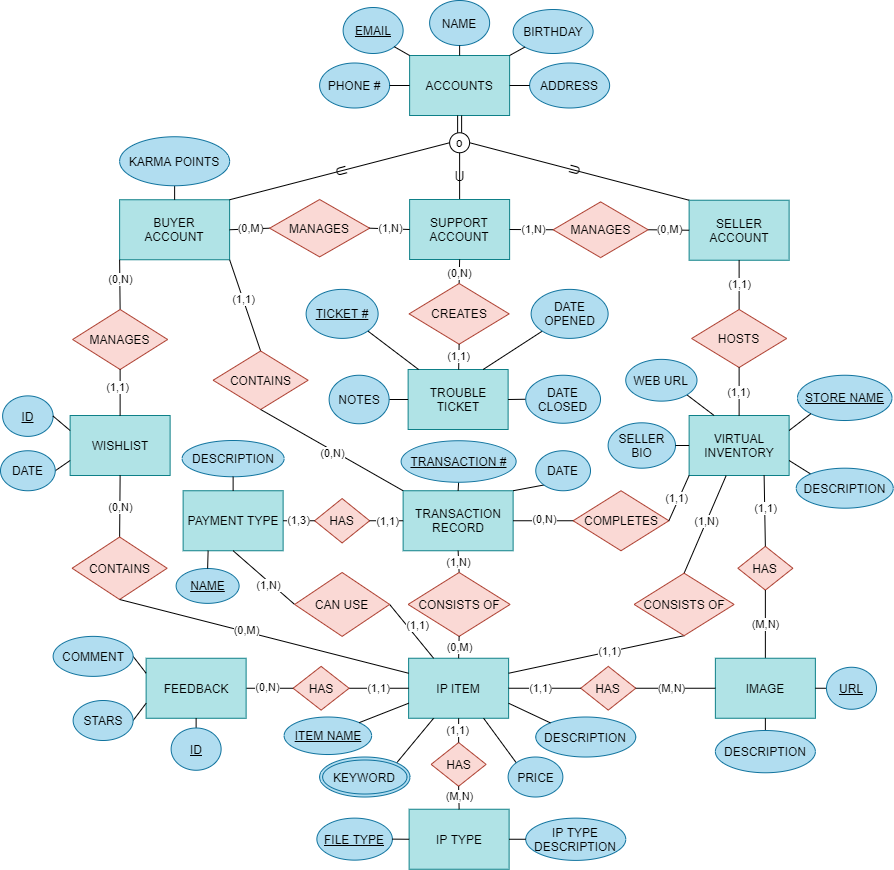 NAME
EMAIL
BIRTHDAY
PHONE #
ACCOUNTS
ADDRESS
o
KARMA POINTS
U
U
U
BUYER
ACCOUNT
(0,M)
MANAGES
(1,N)
SUPPORT
ACCOUNT
(1,N)
MANAGES
(0,M)
SELLER
ACCOUNT
(0,N)
(1,1)
(0,N)
(1,1)
TICKET #
CREATES
DATE
OPENED
MANAGES
HOSTS
(1,1)
CONTAINS
(1,1)
(1,1)
WEB URL
NOTES
TROUBLE
TICKET
DATE
CLOSED
STORE NAME
ID
WISHLIST
SELLER
BIO
VIRTUAL
INVENTORY
DATE
DESCRIPTION
(0,N)
TRANSACTION #
DATE
DESCRIPTION
(0,N)
(1,1)
(1,1)
PAYMENT TYPE
(1,3)
HAS
(1,1)
TRANSACTION
RECORD
(0,N)
COMPLETES
(1,N)
CONTAINS
NAME
(1,N)
(1,N)
HAS
CAN USE
CONSISTS OF
CONSISTS OF
(0,M)
(1,1)
(0,M)
(1,1)
(M,N)
COMMENT
FEEDBACK
(0,N)
HAS
(1,1)
IP ITEM
(1,1)
HAS
(M,N)
IMAGE
URL
STARS
ID
ITEM NAME
(1,1)
DESCRIPTION
DESCRIPTION
KEYWORD
HAS
PRICE
(M,N)
FILE TYPE
IP TYPE
IP TYPE
DESCRIPTION